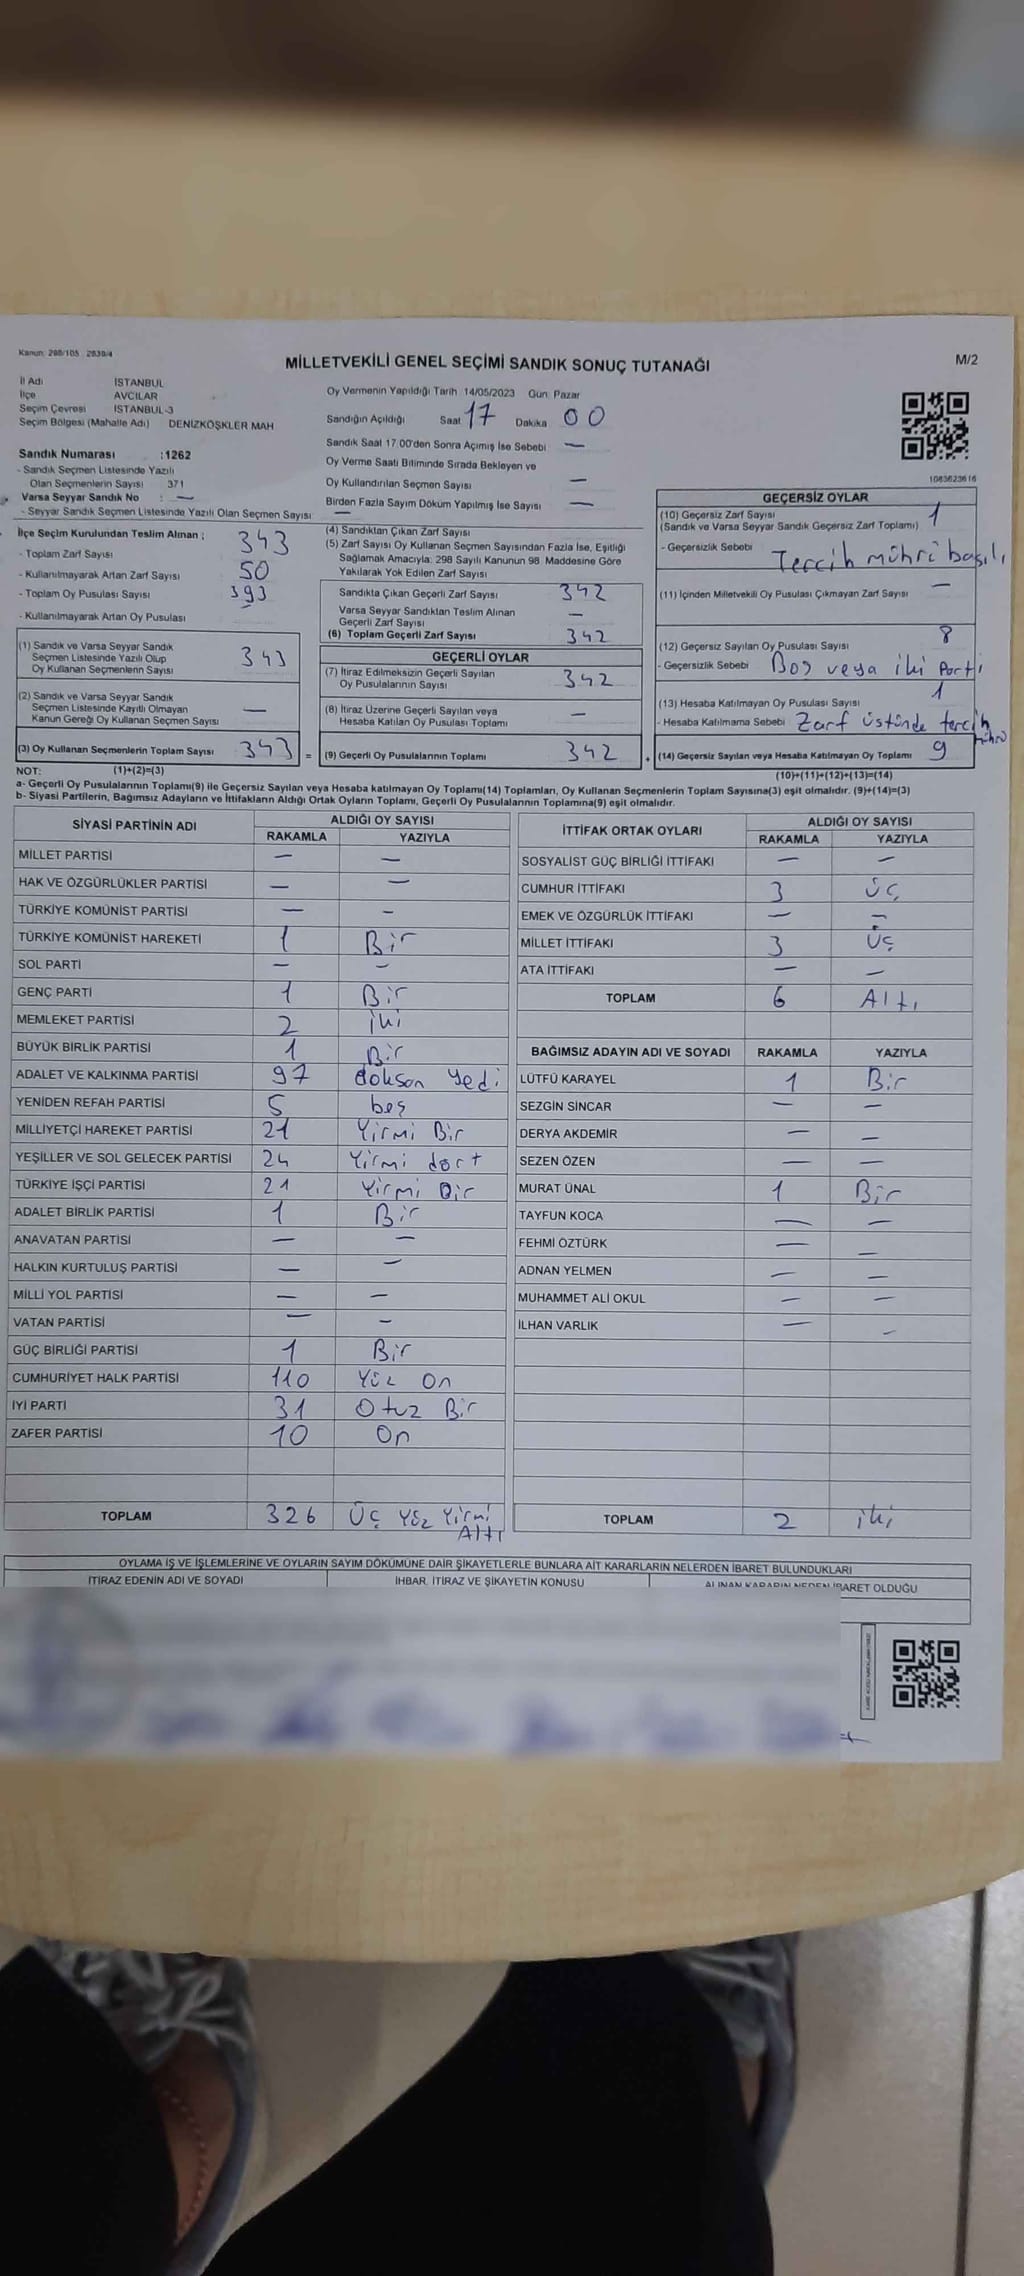 Kanun: 298/105 2839/4
MİLLETVEKİLİ GENEL SEÇİMİ SANDIK SONUÇ TUTANAĞI
M/2
İl Adı İSTANBUL
İlçe AVCILAR
Seçim Çevresi İSTANBUL-3
Seçim Bölgesi (Mahalle Adı) DENİZKÖŞKLER MAH
Sandık Numarası :1262
- Sandık Seçmen Listesinde Yazılı
Olan Seçmenlerin Sayısı 371
Varsa Seyyar Sandık No : —
- Seyyar Sandık Seçmen Listesinde Yazılı Olan Seçmen Sayısı
Oy Vermenin Yapıldığı Tarih 14/05/2023 Gün: Pazar
Sandığın Açıldığı Saat 17 Dakika 00
Sandık Saat 17.00'den Sonra Açımış İse Sebebi —
Oy Verme Saati Bitiminde Sırada Bekleyen ve
Oy Kullandırılan Seçmen Sayısı —
Birden Fazla Sayım Döküm Yapılmış İse Sayısı —
1083623616
İlçe Seçim Kurulundan Teslim Alınan ; 343
- Toplam Zarf Sayısı
- Kullanılmayarak Artan Zarf Sayısı 50
- Toplam Oy Pusulası Sayısı 393
- Kullanılmayarak Artan Oy Pusulası
(1) Sandık ve Varsa Seyyar Sandık
Seçmen Listesinde Yazılı Olup
Oy Kullanan Seçmenlerin Sayısı 343
(2) Sandık ve Varsa Seyyar Sandık
Seçmen Listesinde Kayıtlı Olmayan
Kanun Gereği Oy Kullanan Seçmen Sayısı —
(3) Oy Kullanan Seçmenlerin Toplam Sayısı 343 =
(4) Sandıktan Çıkan Zarf Sayısı —
(5) Zarf Sayısı Oy Kullanan Seçmen Sayısından Fazla İse, Eşitliği
Sağlamak Amacıyla: 298 Sayılı Kanunun 98. Maddesine Göre
Yakılarak Yok Edilen Zarf Sayısı
Sandıkta Çıkan Geçerli Zarf Sayısı 342
Varsa Seyyar Sandıktan Teslim Alınan
Geçerli Zarf Sayısı —
(6) Toplam Geçerli Zarf Sayısı 342
GEÇERLİ OYLAR
(7) İtiraz Edilmeksizin Geçerli Sayılan
Oy Pusulalarının Sayısı 342
(8) İtiraz Üzerine Geçerli Sayılan veya
Hesaba Katılan Oy Pusulası Toplamı —
(9) Geçerli Oy Pusulalarının Toplamı 342 +
GEÇERSİZ OYLAR
(10) Geçersiz Zarf Sayısı 1
(Sandık ve Varsa Seyyar Sandık Geçersiz Zarf Toplamı)
- Geçersizlik Sebebi Tercih mührü basılı
(11) İçinden Milletvekili Oy Pusulası Çıkmayan Zarf Sayısı —
(12) Geçersiz Sayılan Oy Pusulası Sayısı 8
- Geçersizlik Sebebi Boş veya iki Parti
(13) Hesaba Katılmayan Oy Pusulası Sayısı 1
- Hesaba Katılmama Sebebi Zarf üstünde tercih mührü
(14) Geçersiz Sayılan veya Hesaba Katılmayan Oy Toplamı 9
NOT: (1)+(2)=(3)
(10)+(11)+(12)+(13)=(14)
a- Geçerli Oy Pusulalarının Toplamı(9) ile Geçersiz Sayılan veya Hesaba katılmayan Oy Toplamı(14) Toplamları, Oy Kullanan Seçmenlerin Toplam Sayısına(3) eşit olmalıdır. (9)+(14)=(3)
b- Siyasi Partilerin, Bağımsız Adayların ve İttifakların Aldığı Ortak Oyların Toplamı, Geçerli Oy Pusulalarının Toplamına(9) eşit olmalıdır.
SİYASİ PARTİNİN ADI ALDIĞI OY SAYISI
RAKAMLA YAZIYLA
MİLLET PARTİSİ — —
HAK VE ÖZGÜRLÜKLER PARTİSİ — —
TÜRKİYE KOMÜNİST PARTİSİ — —
TÜRKİYE KOMÜNİST HAREKETİ 1 Bir
SOL PARTİ — —
GENÇ PARTİ 1 Bir
MEMLEKET PARTİSİ 2 iki
BÜYÜK BİRLİK PARTİSİ 1 Bir
ADALET VE KALKINMA PARTİSİ 97 doksan Yedi
YENİDEN REFAH PARTİSİ 5 beş
MİLLİYETÇİ HAREKET PARTİSİ 21 Yirmi Bir
YEŞİLLER VE SOL GELECEK PARTİSİ 24 Yirmi dört
TÜRKİYE İŞÇİ PARTİSİ 21 Yirmi Bir
ADALET BİRLİK PARTİSİ 1 Bir
ANAVATAN PARTİSİ — —
HALKIN KURTULUŞ PARTİSİ — —
MİLLİ YOL PARTİSİ — —
VATAN PARTİSİ — —
GÜÇ BİRLİĞİ PARTİSİ 1 Bir
CUMHURİYET HALK PARTİSİ 110 Yüz On
İYİ PARTİ 31 Otuz Bir
ZAFER PARTİSİ 10 On
TOPLAM 326 Üç Yüz Yirmi Altı
İTTİFAK ORTAK OYLARI ALDIĞI OY SAYISI
RAKAMLA YAZIYLA
SOSYALİST GÜÇ BİRLİĞİ İTTİFAKI — —
CUMHUR İTTİFAKI 3 Üç
EMEK VE ÖZGÜRLÜK İTTİFAKI — —
MİLLET İTTİFAKI 3 Üç
ATA İTTİFAKI — —
TOPLAM 6 Altı
BAĞIMSIZ ADAYIN ADI VE SOYADI RAKAMLA YAZIYLA
LÜTFÜ KARAYEL 1 Bir
SEZGİN SİNCAR — —
DERYA AKDEMİR — —
SEZEN ÖZEN — —
MURAT ÜNAL 1 Bir
TAYFUN KOCA — —
FEHMİ ÖZTÜRK — —
ADNAN YELMEN — —
MUHAMMET ALİ OKUL — —
İLHAN VARLIK — —
TOPLAM 2 iki
OYLAMA İŞ VE İŞLEMLERİNE VE OYLARIN SAYIM DÖKÜMÜNE DAİR ŞİKAYETLERLE BUNLARA AİT KARARLARIN NELERDEN İBARET BULUNDUKLARI
İTİRAZ EDENİN ADI VE SOYADI İHBAR, İTİRAZ VE ŞİKAYETİN KONUSU ALINAN KARARIN NEDEN İBARET OLDUĞU